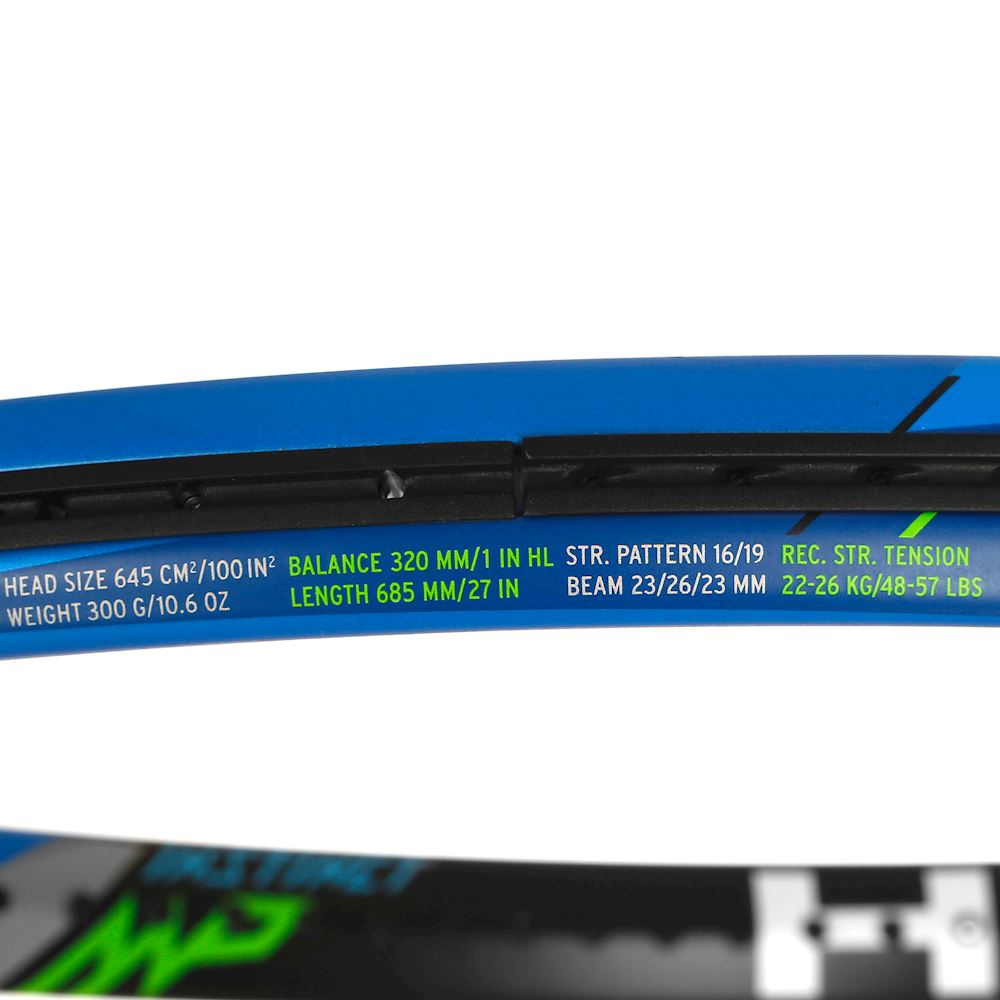 HEAD SIZE 645 CM²/100 IN²
WEIGHT 300 G/10.6 OZ
BALANCE 320 MM/1 IN HL
LENGTH 685 MM/27 IN
STR. PATTERN 16/19
BEAM 23/26/23 MM
REC. STR. TENSION
22-26 KG/48-57 LBS
INSTINCT